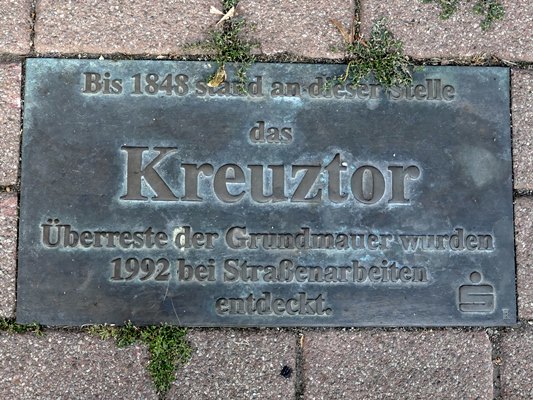 Bis 1848 stand an dieser Stelle
das
Kreuztor
Überreste der Grundmauer wurden
1992 bei Straßenarbeiten
entdeckt.